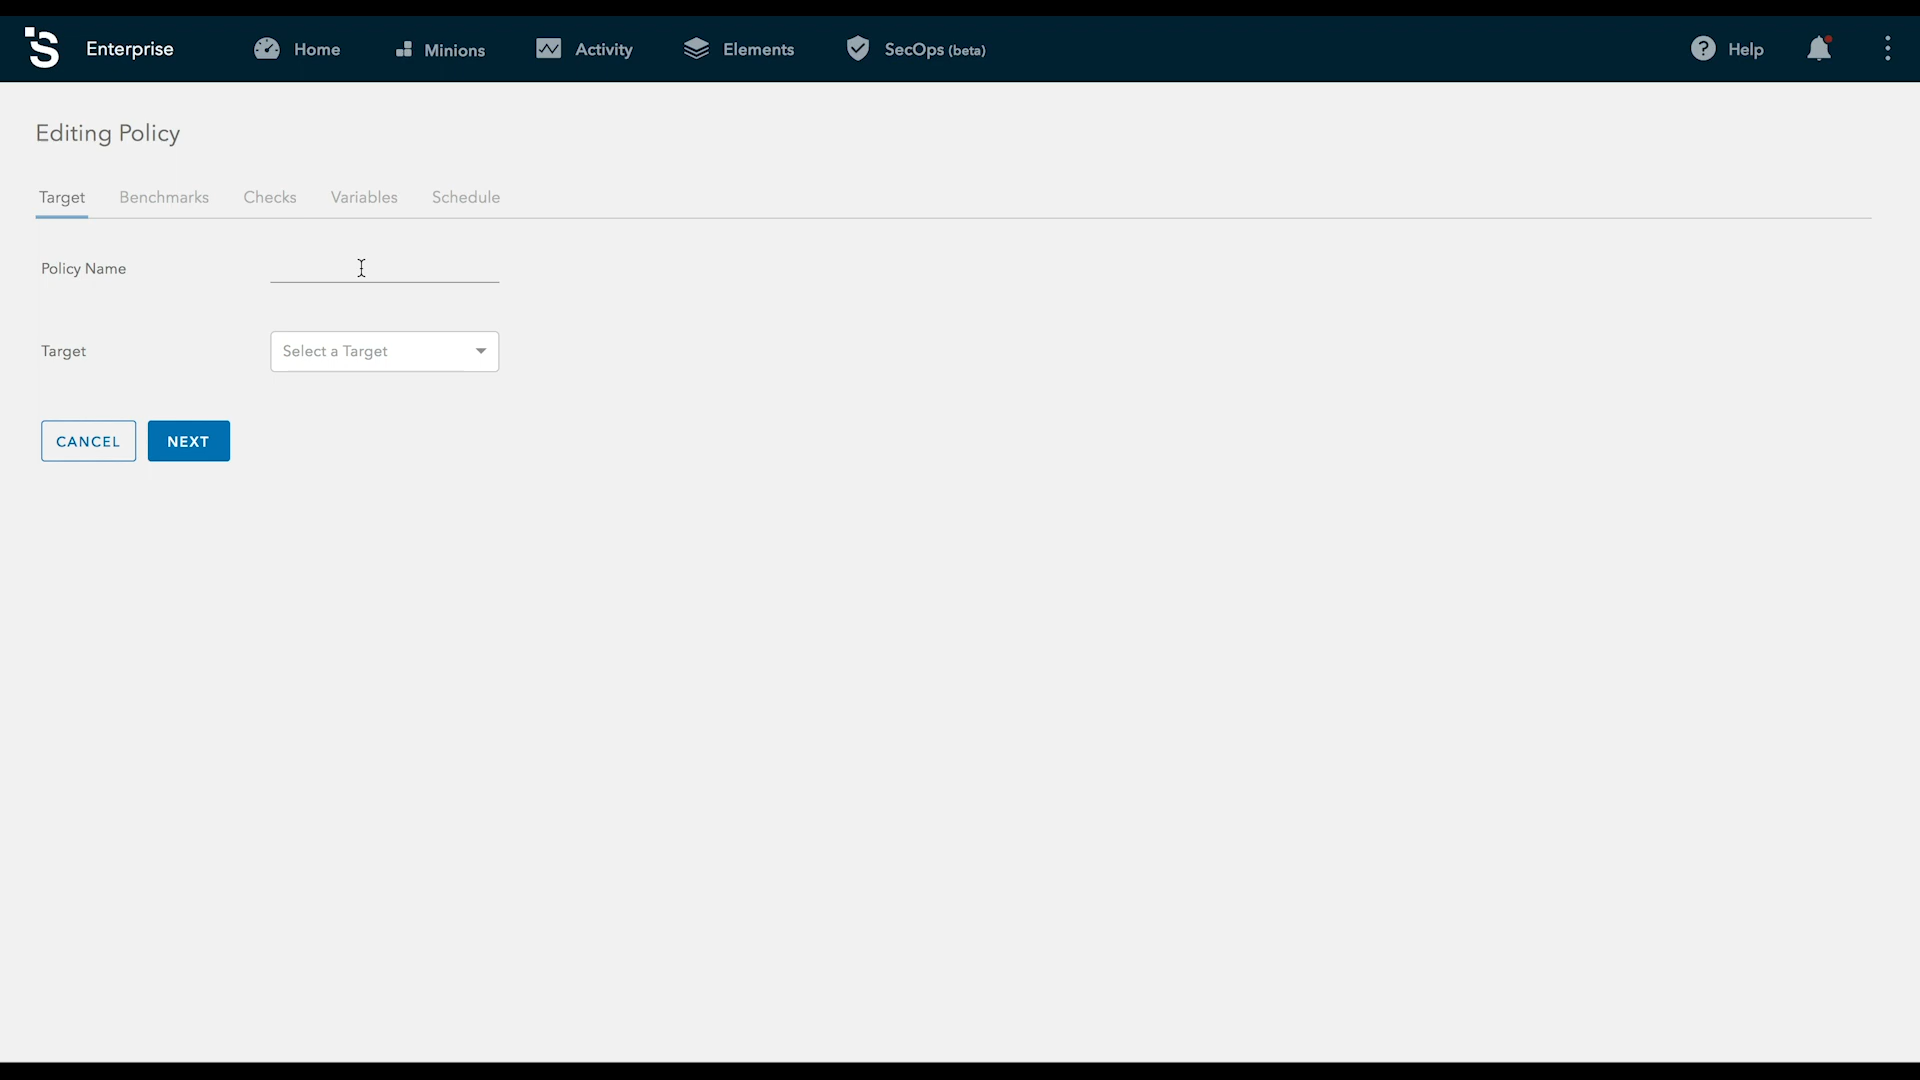 Enterprise Home Minions Activity Elements SecOps (beta) Help
Editing Policy
Target Benchmarks Checks Variables Schedule
Policy Name
Target Select a Target
CANCEL NEXT